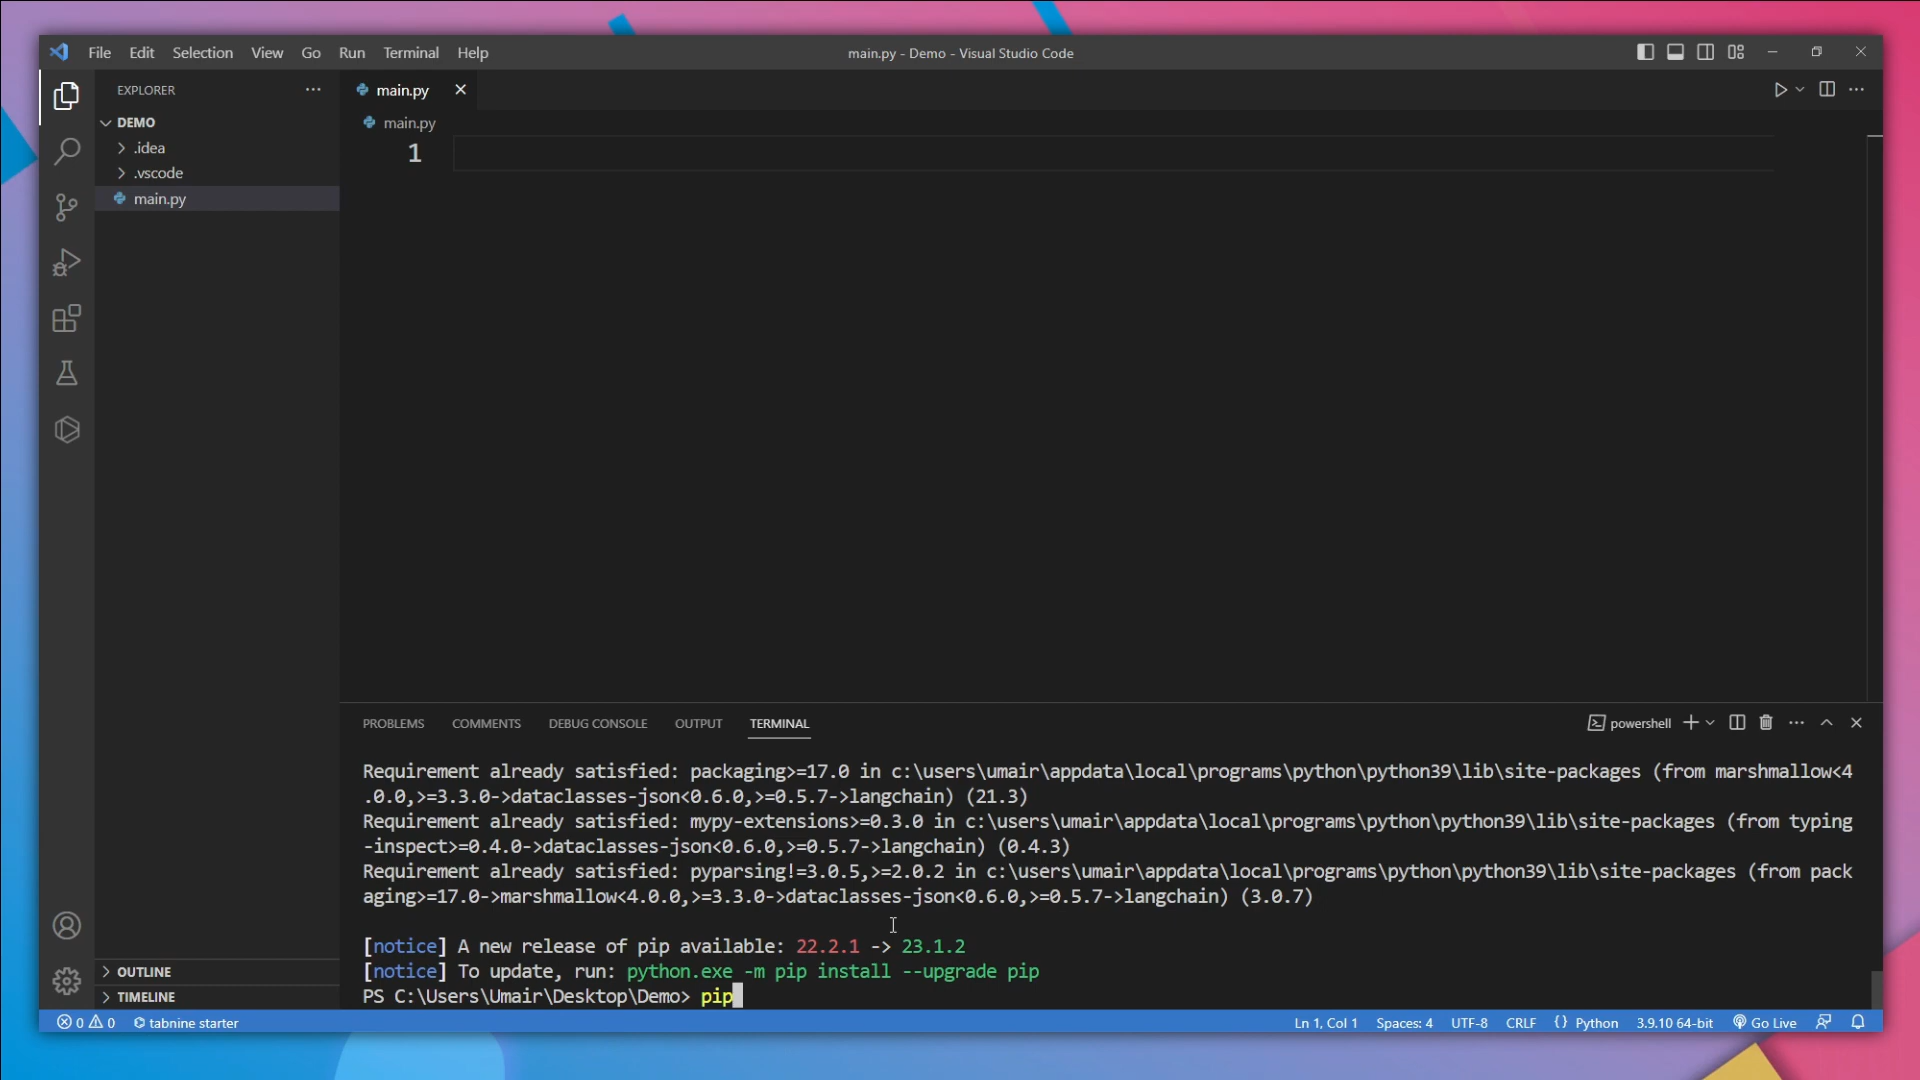 File Edit Selection View Go Run Terminal Help
main.py - Demo - Visual Studio Code
EXPLORER
DEMO
.idea
.vscode
main.py
main.py
main.py
1
PROBLEMS COMMENTS DEBUG CONSOLE OUTPUT TERMINAL
powershell
Requirement already satisfied: packaging>=17.0 in c:\users\umair\appdata\local\programs\python\python39\lib\site-packages (from marshmallow<4
.0.0,>=3.3.0->dataclasses-json<0.6.0,>=0.5.7->langchain) (21.3)
Requirement already satisfied: mypy-extensions>=0.3.0 in c:\users\umair\appdata\local\programs\python\python39\lib\site-packages (from typing
-inspect>=0.4.0->dataclasses-json<0.6.0,>=0.5.7->langchain) (0.4.3)
Requirement already satisfied: pyparsing!=3.0.5,>=2.0.2 in c:\users\umair\appdata\local\programs\python\python39\lib\site-packages (from pack
aging>=17.0->marshmallow<4.0.0,>=3.3.0->dataclasses-json<0.6.0,>=0.5.7->langchain) (3.0.7)
[notice] A new release of pip available: 22.2.1 -> 23.1.2
[notice] To update, run: python.exe -m pip install --upgrade pip
PS C:\Users\Umair\Desktop\Demo> pip
OUTLINE
TIMELINE
0 0 tabnine starter
Ln 1, Col 1 Spaces: 4 UTF-8 CRLF {} Python 3.9.10 64-bit Go Live